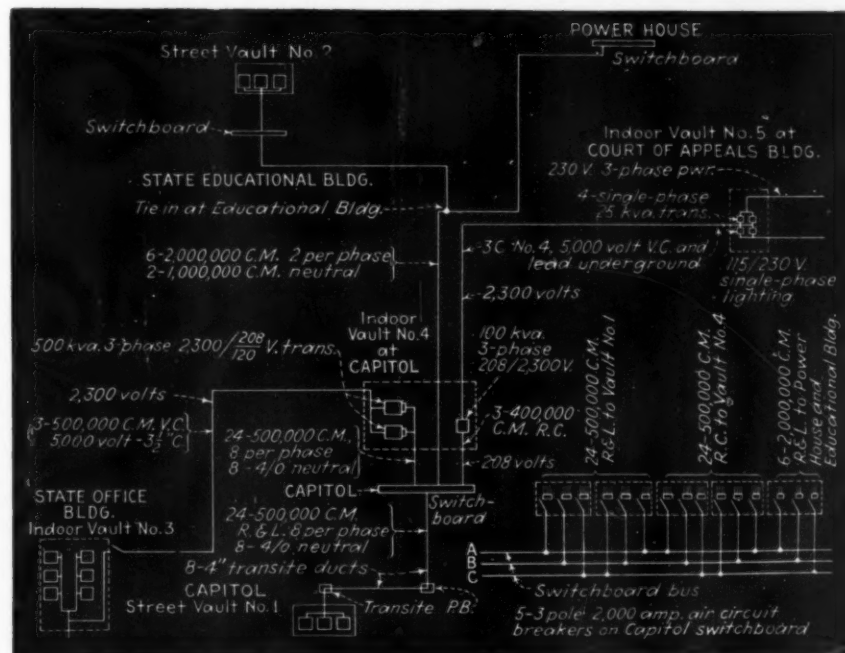 POWER HOUSE
Switchboard
Street Vault No. 2
Switchboard
Indoor Vault No. 5 at
COURT OF APPEALS BLDG.
230 V. 3-phase pwr.
STATE EDUCATIONAL BLDG.
Tie in at Educational Bldg.
4-single-phase
25 kva. trans.
6-2,000,000 C.M. 2 per phase
2-1,000,000 C.M. neutral
3C No. 4, 5,000 volt V.C. and
lead underground
115/230 V.
single-phase
lighting
2,300 volts
Indoor
Vault No. 4
at
CAPITOL
500 kva. 3-phase 2,300/208/120 V. trans.
100 kva.
3-phase
208/2,300 V.
2,300 volts
3-500,000 C.M. V.C.
5,000 volt -3½"C
24-500,000 C.M.,
8 per phase
8-4/0 neutral
3-400,000
C.M. R.C.
208 volts
24-500,000 C.M.
R.& L. to Vault No. 1
24-500,000 C.M.
R.C. to Vault No. 4
6-2,000,000 C.M.
R.& L. to Power
House and
Educational Bldg.
CAPITOL
Switch-
board
STATE OFFICE
BLDG.
Indoor Vault No. 3
24-500,000 C.M.
R.& L. 8 per phase
8-4/0 neutral
8-4" transite ducts
CAPITOL
Street Vault No. 1
Transite P.B.
A
B
C
Switchboard bus
5-3 pole 2,000 amp. air circuit
breakers on Capitol switchboard